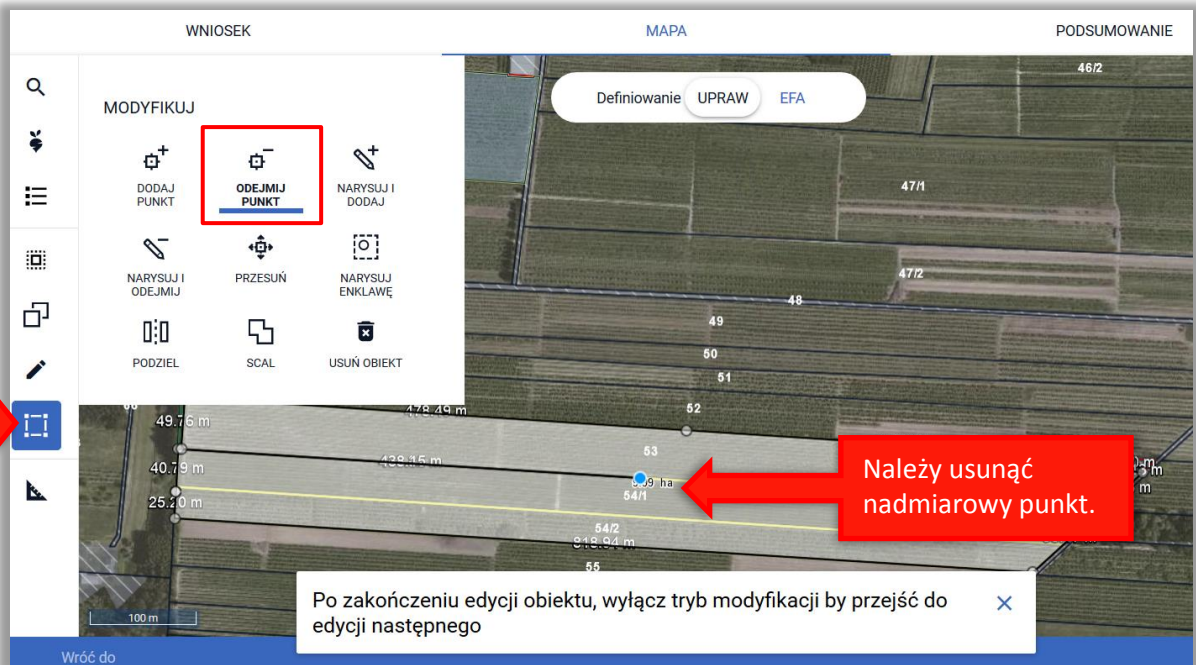 WNIOSEK
MAPA
PODSUMOWANIE
MODYFIKUJ
DODAJ
PUNKT
ODEJMIJ
PUNKT
NARYSUJ I
DODAJ
NARYSUJ I
ODEJMIJ
PRZESUŃ
NARYSUJ
ENKLAWĘ
PODZIEL
SCAL
USUŃ OBIEKT
Definiowanie UPRAW EFA
46/2
47/1
47/2
48
49
50
51
52
478.49 m
49.76 m
53
438.15 m
40.79 m
ha
54/1
25.20 m
54/2
818.94 m
55
m
m
Należy usunąć
nadmiarowy punkt.
100 m
Po zakończeniu edycji obiektu, wyłącz tryb modyfikacji by przejść do
edycji następnego
Wróć do